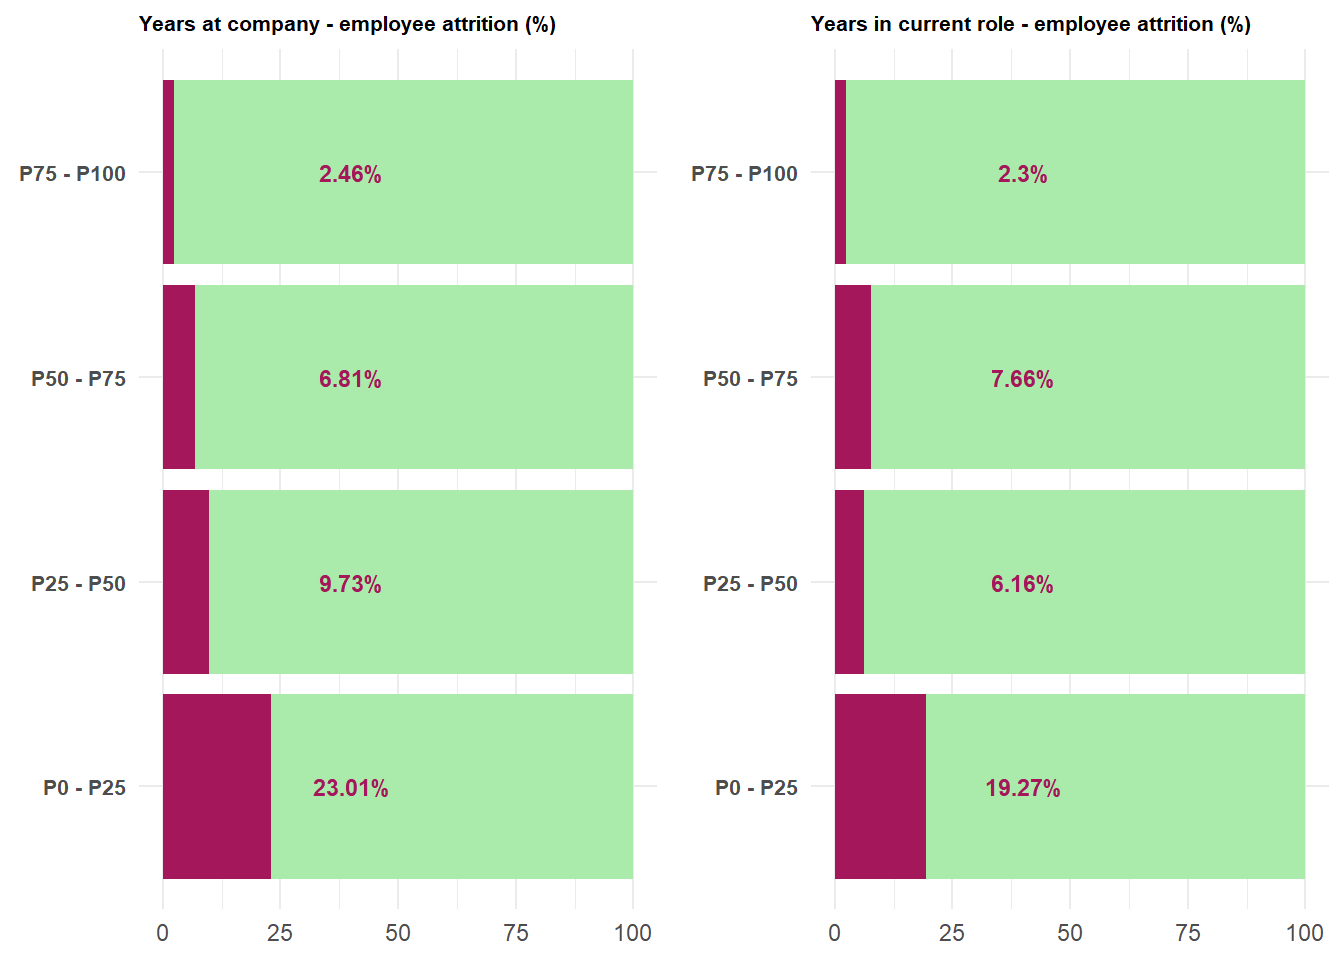 Years at company - employee attrition (%)
P75 - P100
2.46%
P50 - P75
6.81%
P25 - P50
9.73%
P0 - P25
23.01%
0 25 50 75 100
Years in current role - employee attrition (%)
P75 - P100
2.3%
P50 - P75
7.66%
P25 - P50
6.16%
P0 - P25
19.27%
0 25 50 75 100